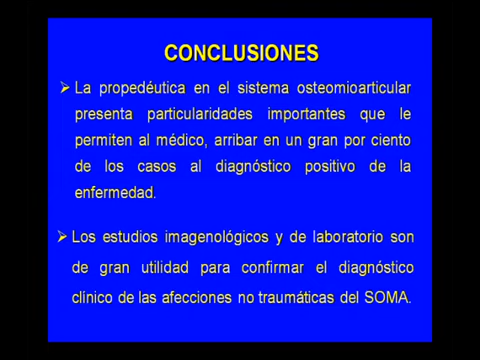 CONCLUSIONES
➢ La propedéutica en el sistema osteomioarticular
presenta particularidades importantes que le
permiten al médico, arribar en un gran por ciento
de los casos al diagnóstico positivo de la
enfermedad.
➢ Los estudios imagenológicos y de laboratorio son
de gran utilidad para confirmar el diagnóstico
clínico de las afecciones no traumáticas del SOMA.